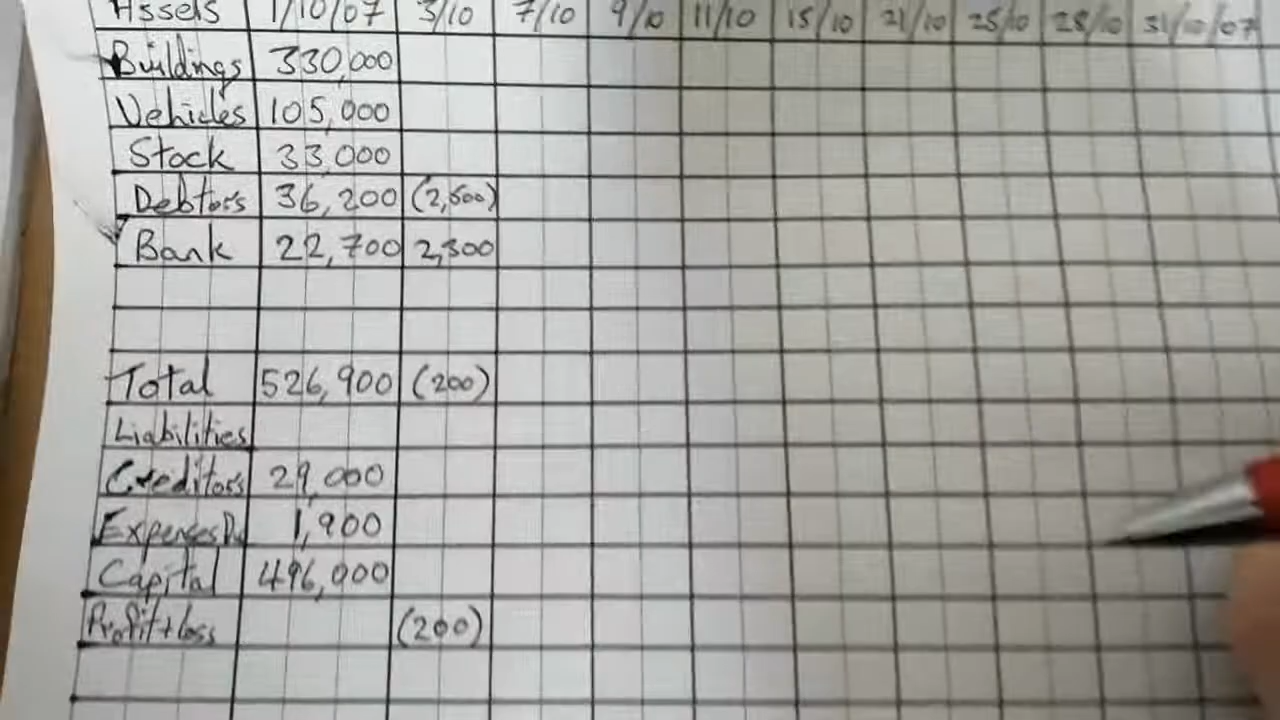 Assets 1/10/07 3/10 7/10 9/10 11/10 15/10 21/10 25/10 28/10 31/10/07
Buildings 330,000
Vehicles 105,000
Stock 33,000
Debtors 36,200 (2,500)
Bank 22,700 2,300
Total 526,900 (200)
Liabilities
Creditors 29,000
Expenses D 1,900
Capital 496,000
Profit+loss (200)